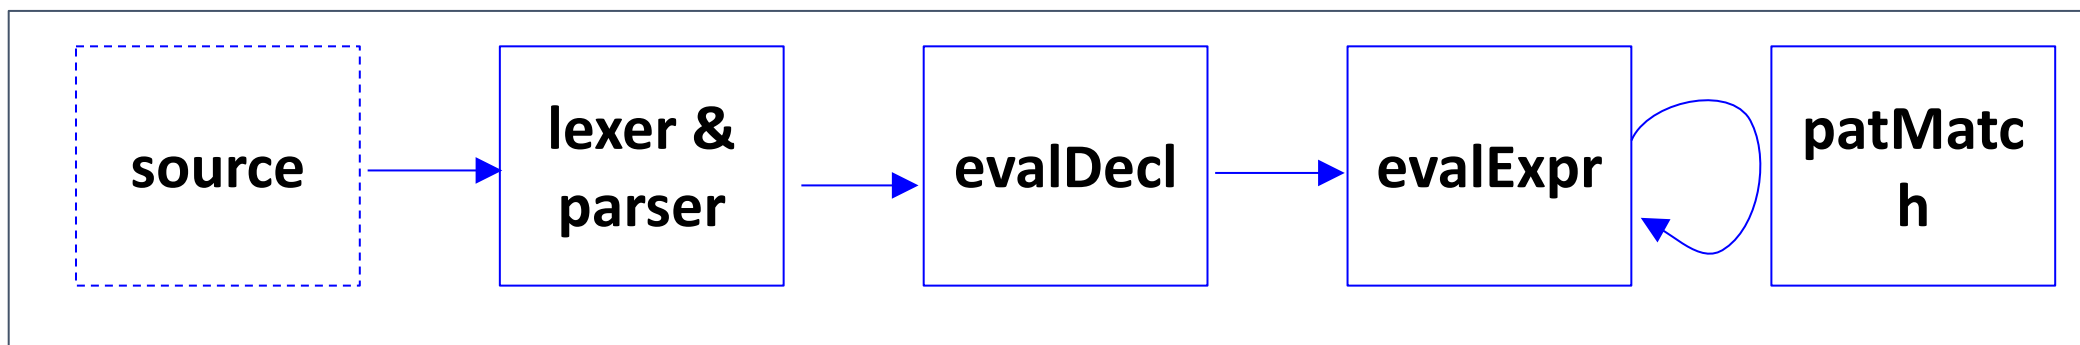 source
lexer &
parser
evalDecl
evalExpr
patMatc
h